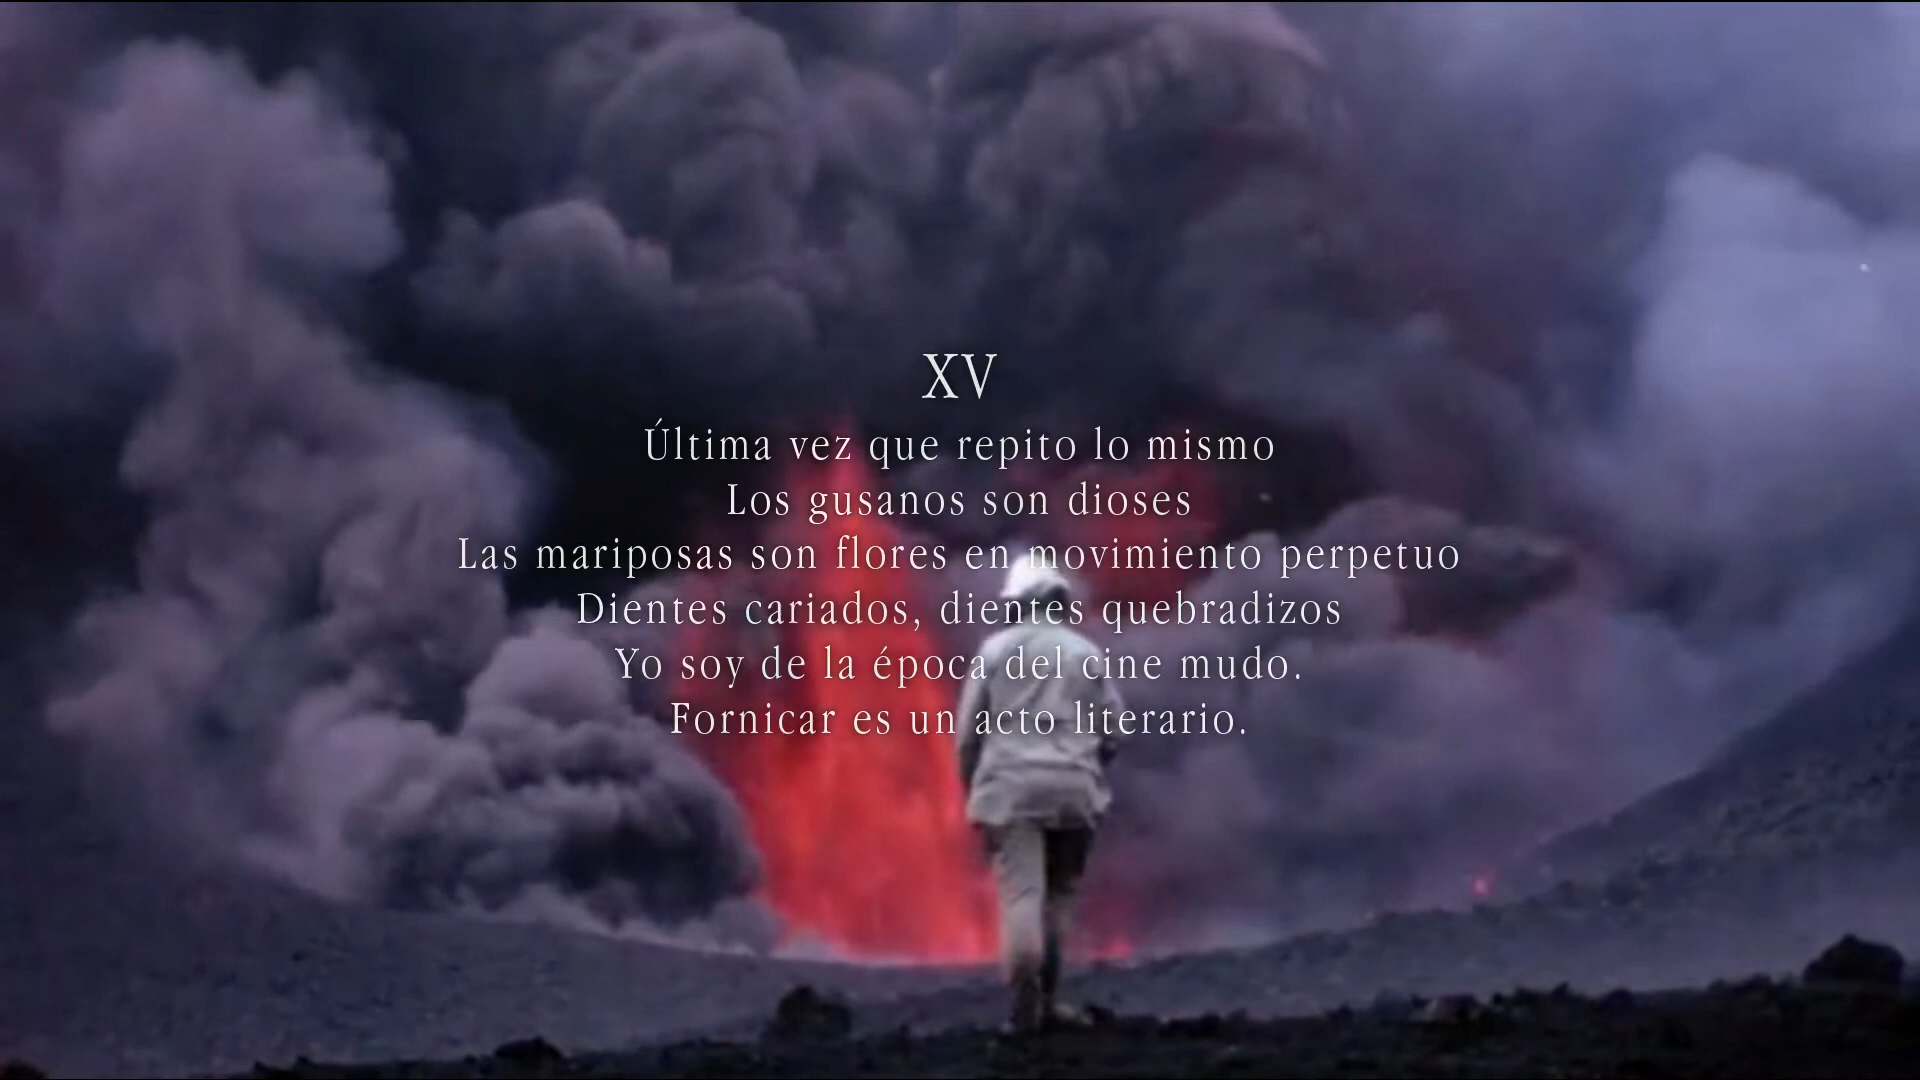 XV
Última vez que repito lo mismo
Los gusanos son dioses
Las mariposas son flores en movimiento perpetuo
Dientes cariados, dientes quebradizos
Yo soy de la época del cine mudo.
Fornicar es un acto literario.